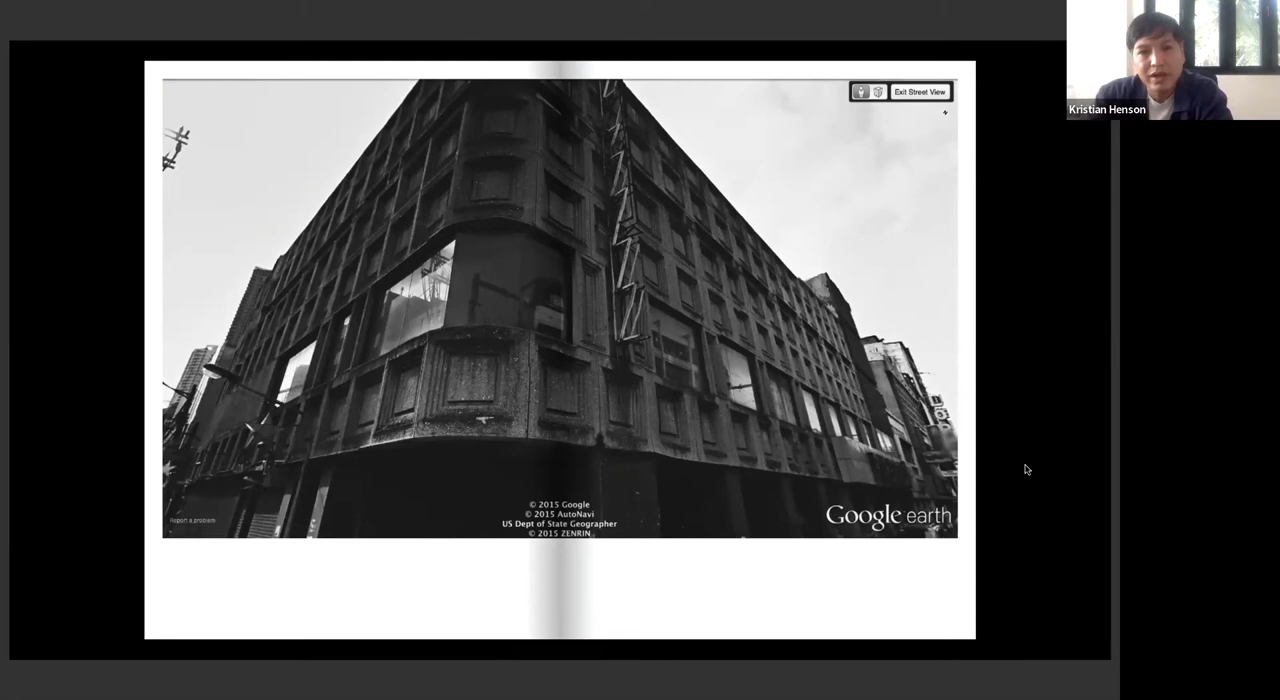 Exit Street View
Kristian Henson
Report a problem
© 2015 Google
© 2015 AutoNavi
US Dept of State Geographer
© 2015 ZENRIN
Google earth